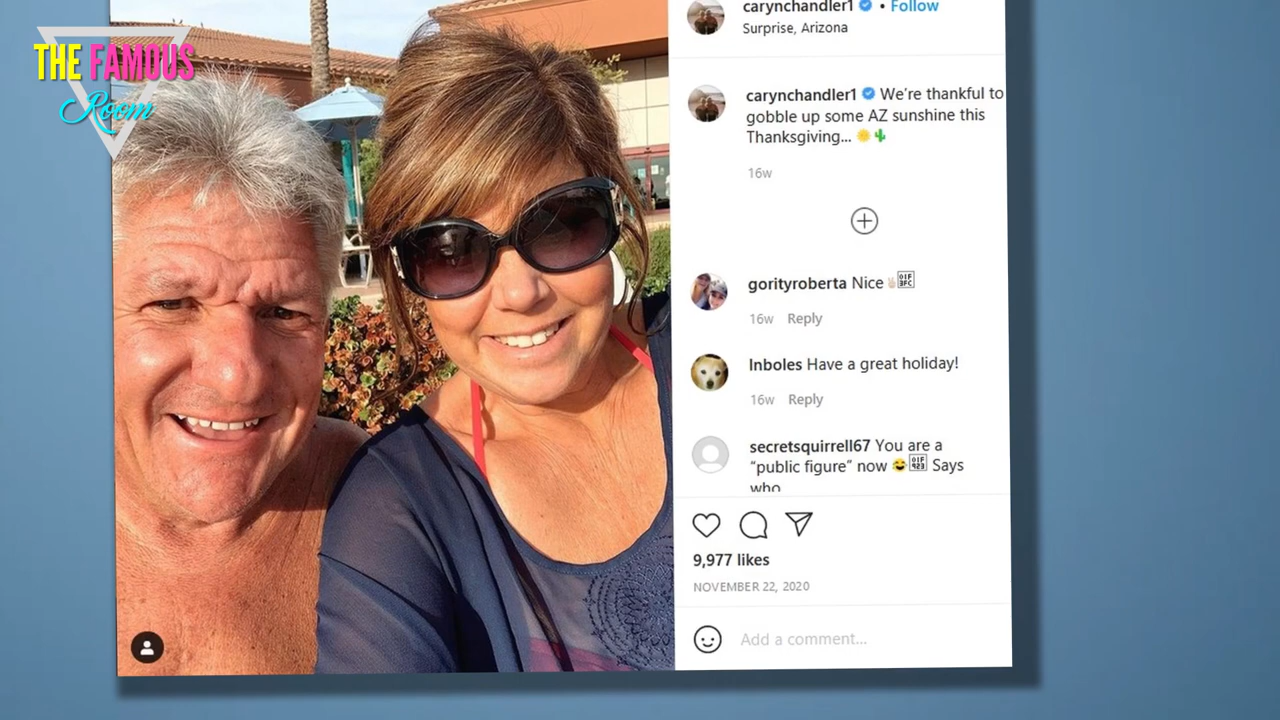 THE FAMOUS
Room
carynchandler1 • Follow
Surprise, Arizona
carynchandler1 We're thankful to
gobble up some AZ sunshine this
Thanksgiving... ☀️🌵
16w
gorityroberta Nice ✌🏼
16w Reply
lnboles Have a great holiday!
16w Reply
secretsquirrell67 You are a
"public figure" now 😂 Says
who
9,977 likes
NOVEMBER 22, 2020
Add a comment...